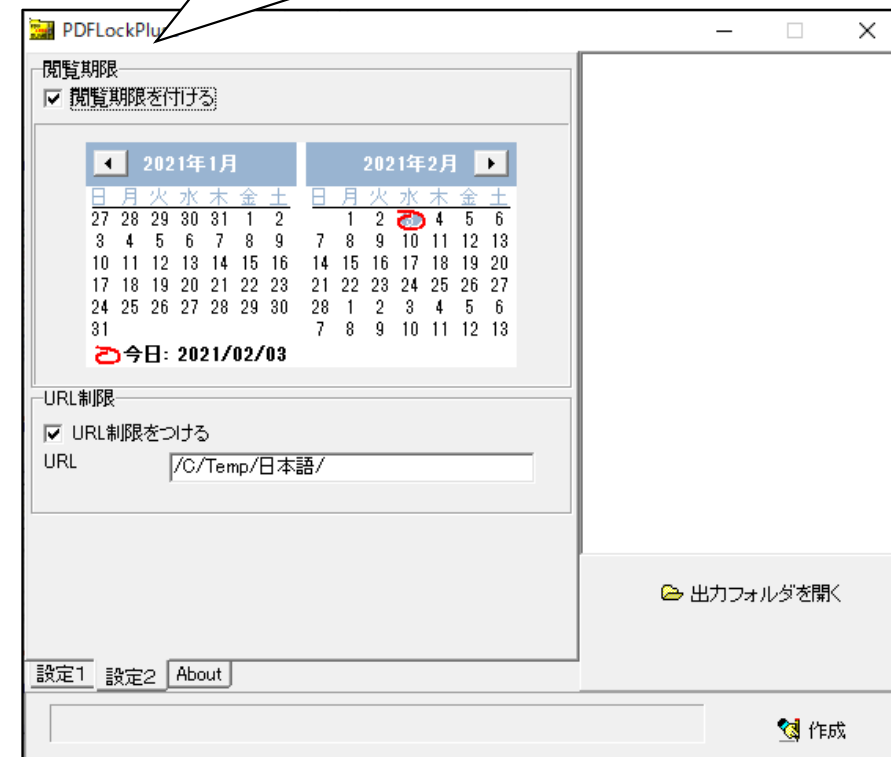 PDFLockPlu
閲覧期限
閲覧期限を付ける
2021年1月 2021年2月
日 月 火 水 木 金 土 日 月 火 水 木 金 土
27 28 29 30 31 1 2 1 2 3 4 5 6
3 4 5 6 7 8 9 7 8 9 10 11 12 13
10 11 12 13 14 15 16 14 15 16 17 18 19 20
17 18 19 20 21 22 23 21 22 23 24 25 26 27
24 25 26 27 28 29 30 28 1 2 3 4 5 6
31 7 8 9 10 11 12 13
今日: 2021/02/03
URL制限
URL制限をつける
URL /C/Temp/日本語/
出力フォルダを開く
設定1 設定2 About
作成